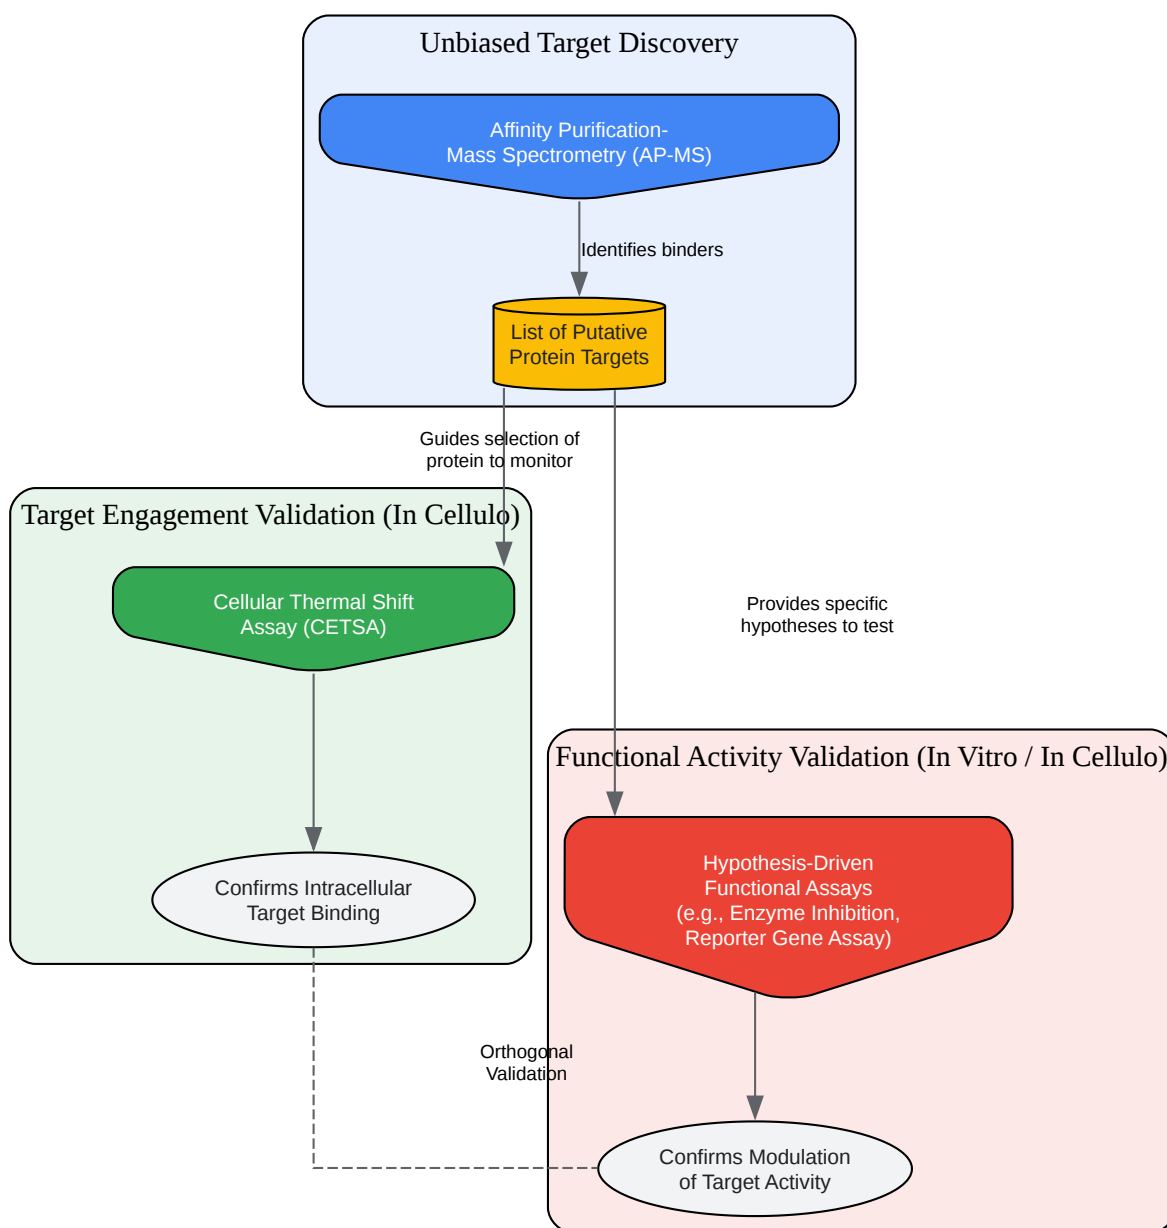 Unbiased Target Discovery
Affinity Purification-
Mass Spectrometry (AP-MS)
Identifies binders
List of Putative
Protein Targets
Guides selection of
protein to monitor
Target Engagement Validation (In Cellulo)
Cellular Thermal Shift
Assay (CETSA)
Provides specific
hypotheses to test
Functional Activity Validation (In Vitro / In Cellulo)
Hypothesis-Driven
Functional Assays
(e.g., Enzyme Inhibition,
Reporter Gene Assay)
Confirms Intracellular
Target Binding
Orthogonal
Validation
Confirms Modulation
of Target Activity